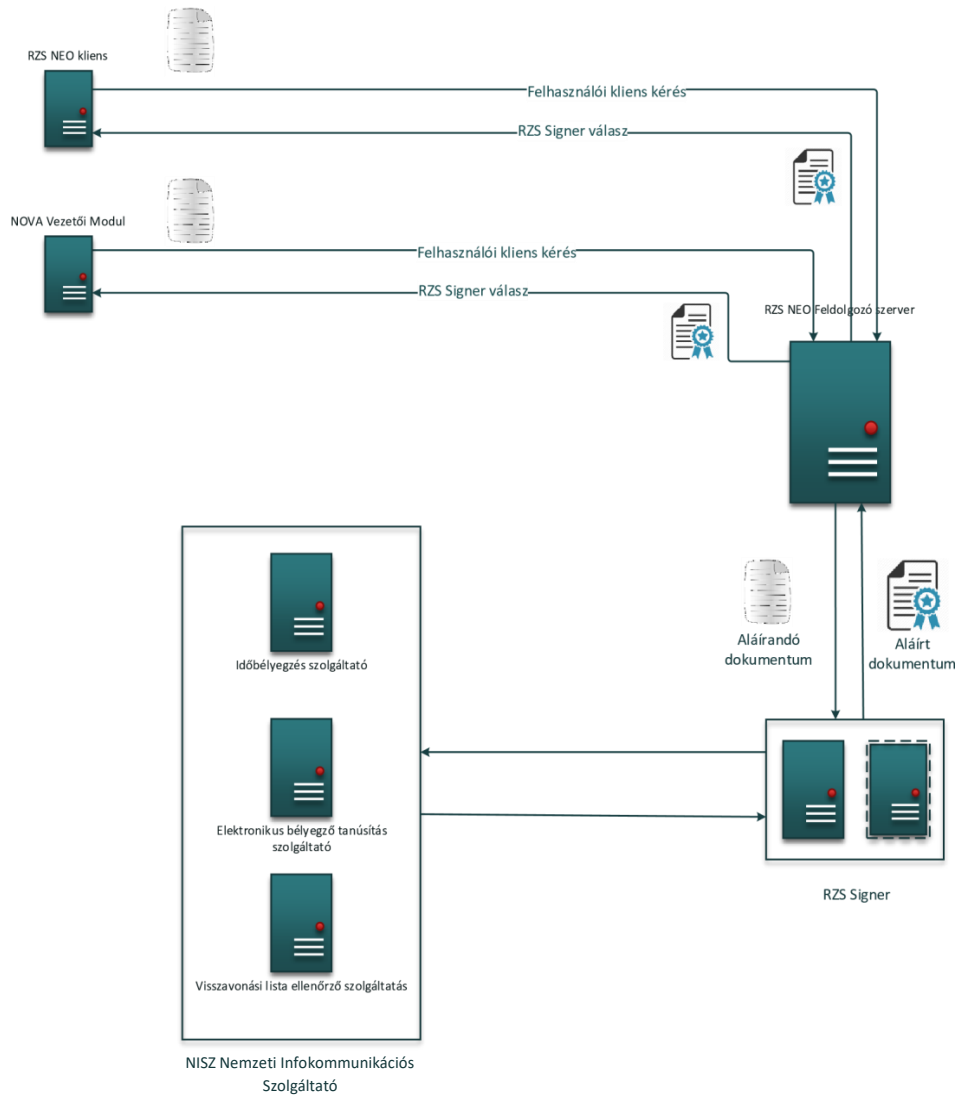 RZS NEO kliens
Felhasználói kliens kérés
RZS Signer válasz
NOVA Vezetői Modul
Felhasználói kliens kérés
RZS Signer válasz
RZS NEO Feldolgozó szerver
Időbélyegzés szolgáltató
Aláírandó
dokumentum
Aláírt
dokumentum
Elektronikus bélyegző tanúsítás
szolgáltató
RZS Signer
Visszavonási lista ellenőrző szolgáltatás
NISZ Nemzeti Infokommunikációs
Szolgáltató